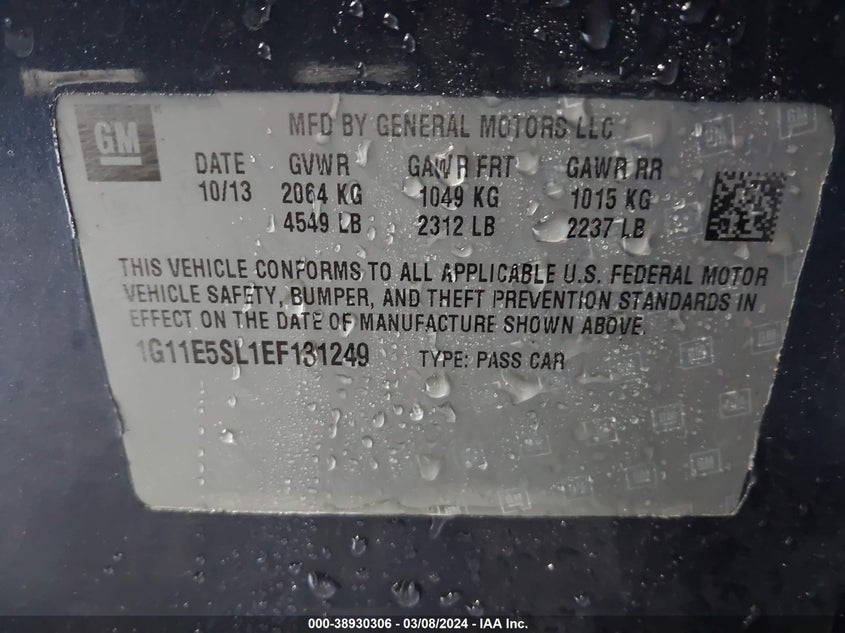 GM
MFD BY GENERAL MOTORS LLC
DATE GVWR GAWR FRT GAWR RR
10/13 2064 KG 1049 KG 1015 KG
4549 LB 2312 LB 2237 LB
THIS VEHICLE CONFORMS TO ALL APPLICABLE U.S. FEDERAL MOTOR
VEHICLE SAFETY, BUMPER, AND THEFT PREVENTION STANDARDS IN
EFFECT ON THE DATE OF MANUFACTURE SHOWN ABOVE.
1G11E5SL1EF131249 TYPE: PASS CAR
000-38930306 - 03/08/2024 - IAA Inc.